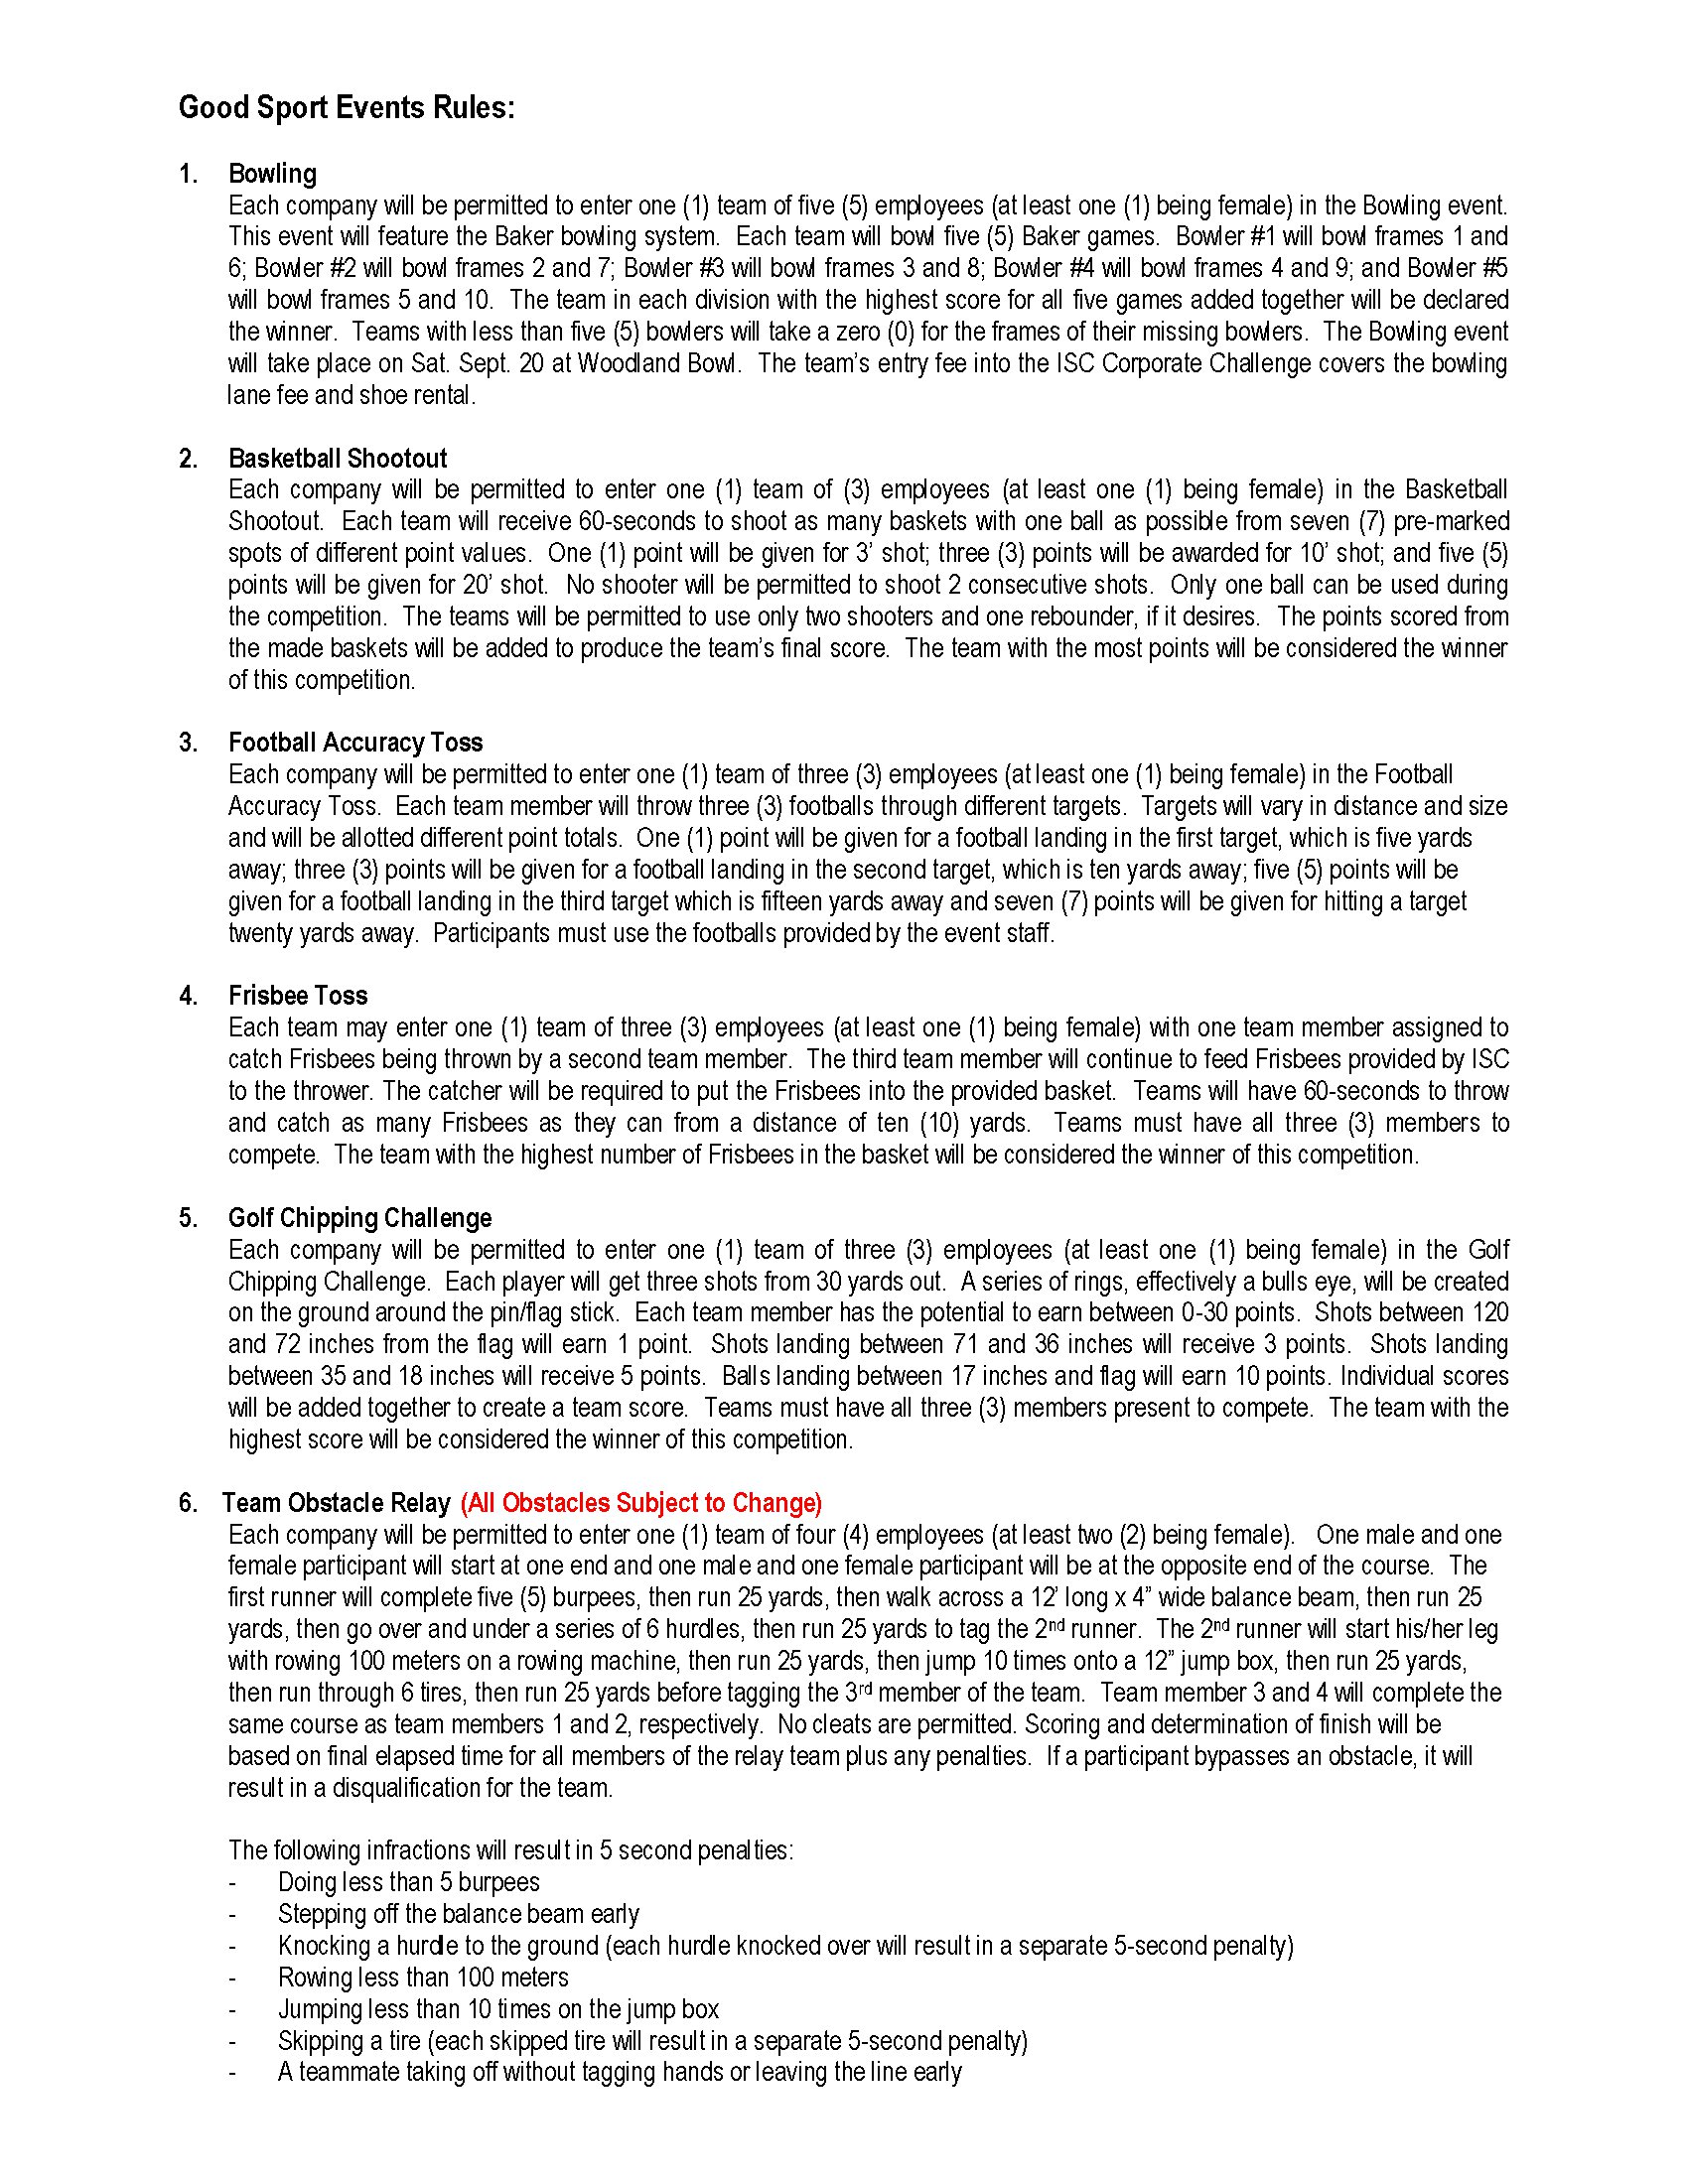 Good Sport Events Rules:
1. Bowling
Each company will be permitted to enter one (1) team of five (5) employees (at least one (1) being female) in the Bowling event.
This event will feature the Baker bowling system. Each team will bowl five (5) Baker games. Bowler #1 will bowl frames 1 and
6; Bowler #2 will bowl frames 2 and 7; Bowler #3 will bowl frames 3 and 8; Bowler #4 will bowl frames 4 and 9; and Bowler #5
will bowl frames 5 and 10. The team in each division with the highest score for all five games added together will be declared
the winner. Teams with less than five (5) bowlers will take a zero (0) for the frames of their missing bowlers. The Bowling event
will take place on Sat. Sept. 20 at Woodland Bowl. The team's entry fee into the ISC Corporate Challenge covers the bowling
lane fee and shoe rental.
2. Basketball Shootout
Each company will be permitted to enter one (1) team of (3) employees (at least one (1) being female) in the Basketball
Shootout. Each team will receive 60-seconds to shoot as many baskets with one ball as possible from seven (7) pre-marked
spots of different point values. One (1) point will be given for 3' shot; three (3) points will be awarded for 10' shot; and five (5)
points will be given for 20' shot. No shooter will be permitted to shoot 2 consecutive shots. Only one ball can be used during
the competition. The teams will be permitted to use only two shooters and one rebounder, if it desires. The points scored from
the made baskets will be added to produce the team's final score. The team with the most points will be considered the winner
of this competition.
3. Football Accuracy Toss
Each company will be permitted to enter one (1) team of three (3) employees (at least one (1) being female) in the Football
Accuracy Toss. Each team member will throw three (3) footballs through different targets. Targets will vary in distance and size
and will be allotted different point totals. One (1) point will be given for a football landing in the first target, which is five yards
away; three (3) points will be given for a football landing in the second target, which is ten yards away; five (5) points will be
given for a football landing in the third target which is fifteen yards away and seven (7) points will be given for hitting a target
twenty yards away. Participants must use the footballs provided by the event staff.
4. Frisbee Toss
Each team may enter one (1) team of three (3) employees (at least one (1) being female) with one team member assigned to
catch Frisbees being thrown by a second team member. The third team member will continue to feed Frisbees provided by ISC
to the thrower. The catcher will be required to put the Frisbees into the provided basket. Teams will have 60-seconds to throw
and catch as many Frisbees as they can from a distance of ten (10) yards. Teams must have all three (3) members to
compete. The team with the highest number of Frisbees in the basket will be considered the winner of this competition.
5. Golf Chipping Challenge
Each company will be permitted to enter one (1) team of three (3) employees (at least one (1) being female) in the Golf
Chipping Challenge. Each player will get three shots from 30 yards out. A series of rings, effectively a bulls eye, will be created
on the ground around the pin/flag stick. Each team member has the potential to earn between 0-30 points. Shots between 120
and 72 inches from the flag will earn 1 point. Shots landing between 71 and 36 inches will receive 3 points. Shots landing
between 35 and 18 inches will receive 5 points. Balls landing between 17 inches and flag will earn 10 points. Individual scores
will be added together to create a team score. Teams must have all three (3) members present to compete. The team with the
highest score will be considered the winner of this competition.
6. Team Obstacle Relay (All Obstacles Subject to Change)
Each company will be permitted to enter one (1) team of four (4) employees (at least two (2) being female). One male and one
female participant will start at one end and one male and one female participant will be at the opposite end of the course. The
first runner will complete five (5) burpees, then run 25 yards, then walk across a 12' long x 4" wide balance beam, then run 25
yards, then go over and under a series of 6 hurdles, then run 25 yards to tag the 2nd runner. The 2nd runner will start his/her leg
with rowing 100 meters on a rowing machine, then run 25 yards, then jump 10 times onto a 12" jump box, then run 25 yards,
then run through 6 tires, then run 25 yards before tagging the 3rd member of the team. Team member 3 and 4 will complete the
same course as team members 1 and 2, respectively. No cleats are permitted. Scoring and determination of finish will be
based on final elapsed time for all members of the relay team plus any penalties. If a participant bypasses an obstacle, it will
result in a disqualification for the team.
The following infractions will result in 5 second penalties:
- Doing less than 5 burpees
- Stepping off the balance beam early
- Knocking a hurdle to the ground (each hurdle knocked over will result in a separate 5-second penalty)
- Rowing less than 100 meters
- Jumping less than 10 times on the jump box
- Skipping a tire (each skipped tire will result in a separate 5-second penalty)
- A teammate taking off without tagging hands or leaving the line early